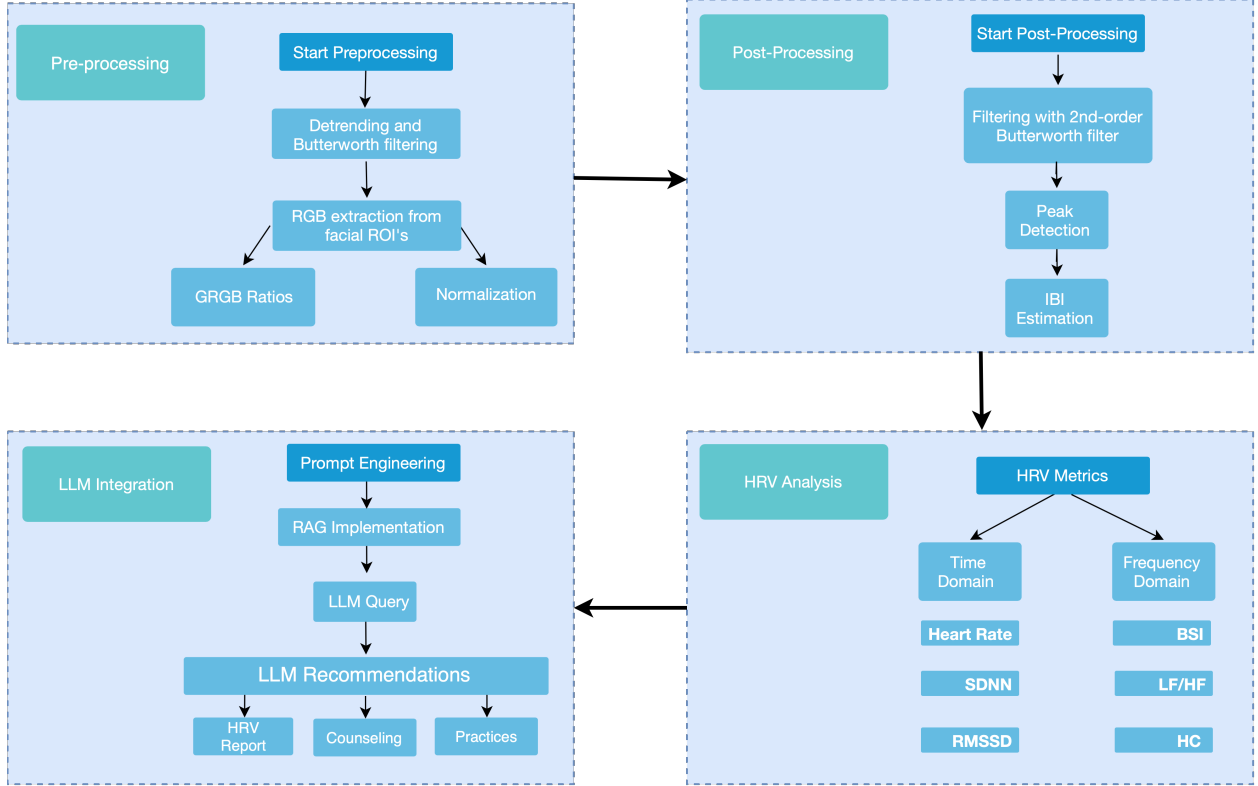 Pre-processing
Start Preprocessing
Detrending and
Butterworth filtering
RGB extraction from
facial ROI's
GRGB Ratios
Normalization
Post-Processing
Start Post-Processing
Filtering with 2nd-order
Butterworth filter
Peak
Detection
IBI
Estimation
HRV Analysis
HRV Metrics
Time
Domain
Heart Rate
SDNN
RMSSD
Frequency
Domain
BSI
LF/HF
HC
LLM Integration
Prompt Engineering
RAG Implementation
LLM Query
LLM Recommendations
HRV
Report
Counseling
Practices